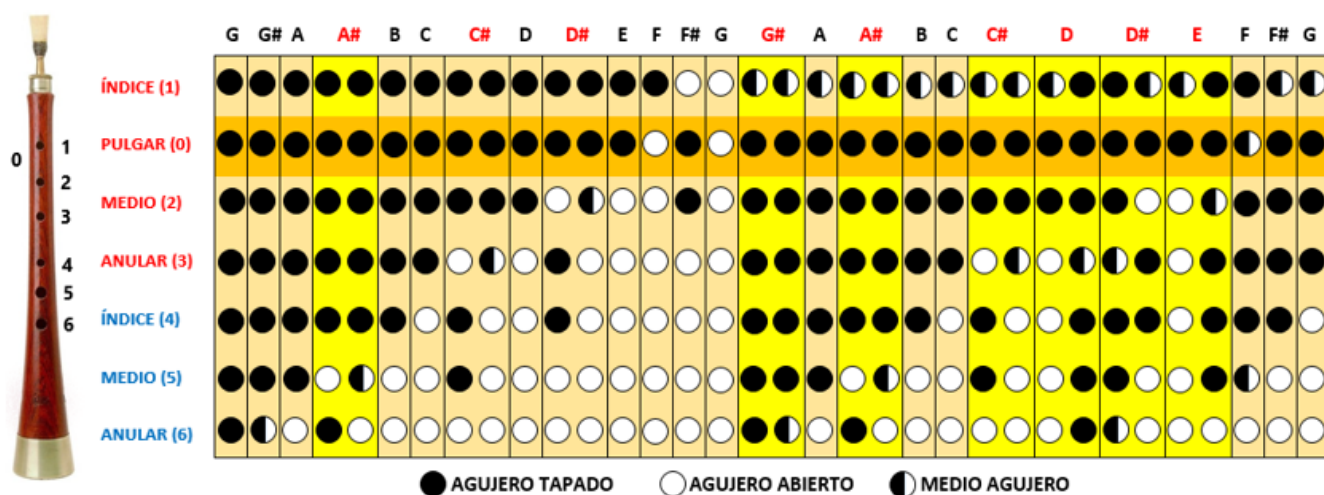 G G# A A# B C C# D D# E F F# G G# A A# B C C# D D# E F F# G
ÍNDICE (1)
PULGAR (0)
MEDIO (2)
ANULAR (3)
ÍNDICE (4)
MEDIO (5)
ANULAR (6)
0 1
2
3
4
5
6
AGUJERO TAPADO AGUJERO ABIERTO MEDIO AGUJERO